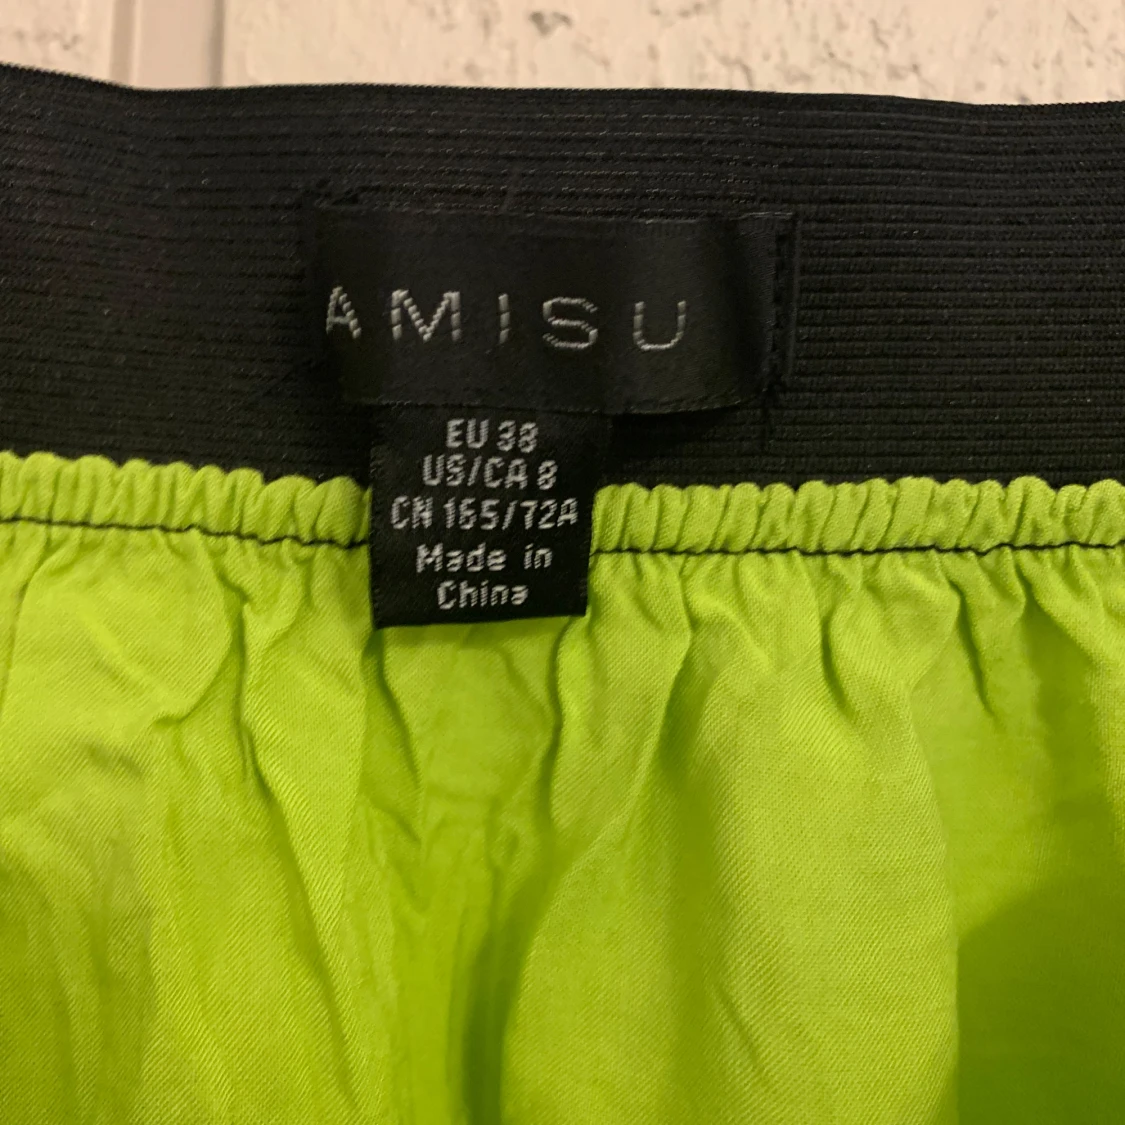 AMISU
EU 38
US/CA 8
CN 165/72A
Made in
China